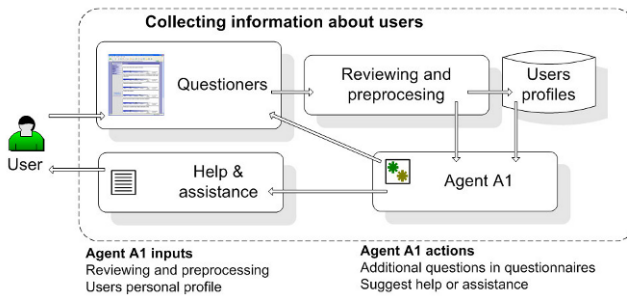 Collecting information about users
Questioners
Reviewing and
preprocesing
Users
profiles
User
Help &
assistance
Agent A1
Agent A1 inputs
Reviewing and preprocessing
Users personal profile
Agent A1 actions
Additional questions in questionnaires
Suggest help or assistance